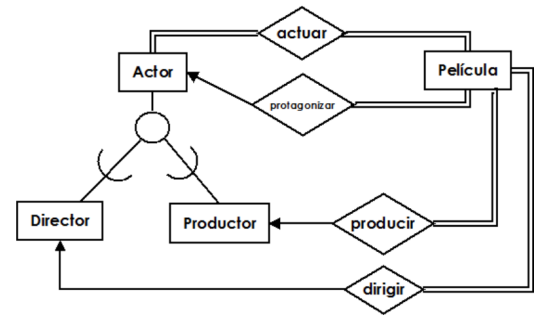 actuar
Actor
Película
protagonizar
Director
Productor
producir
dirigir